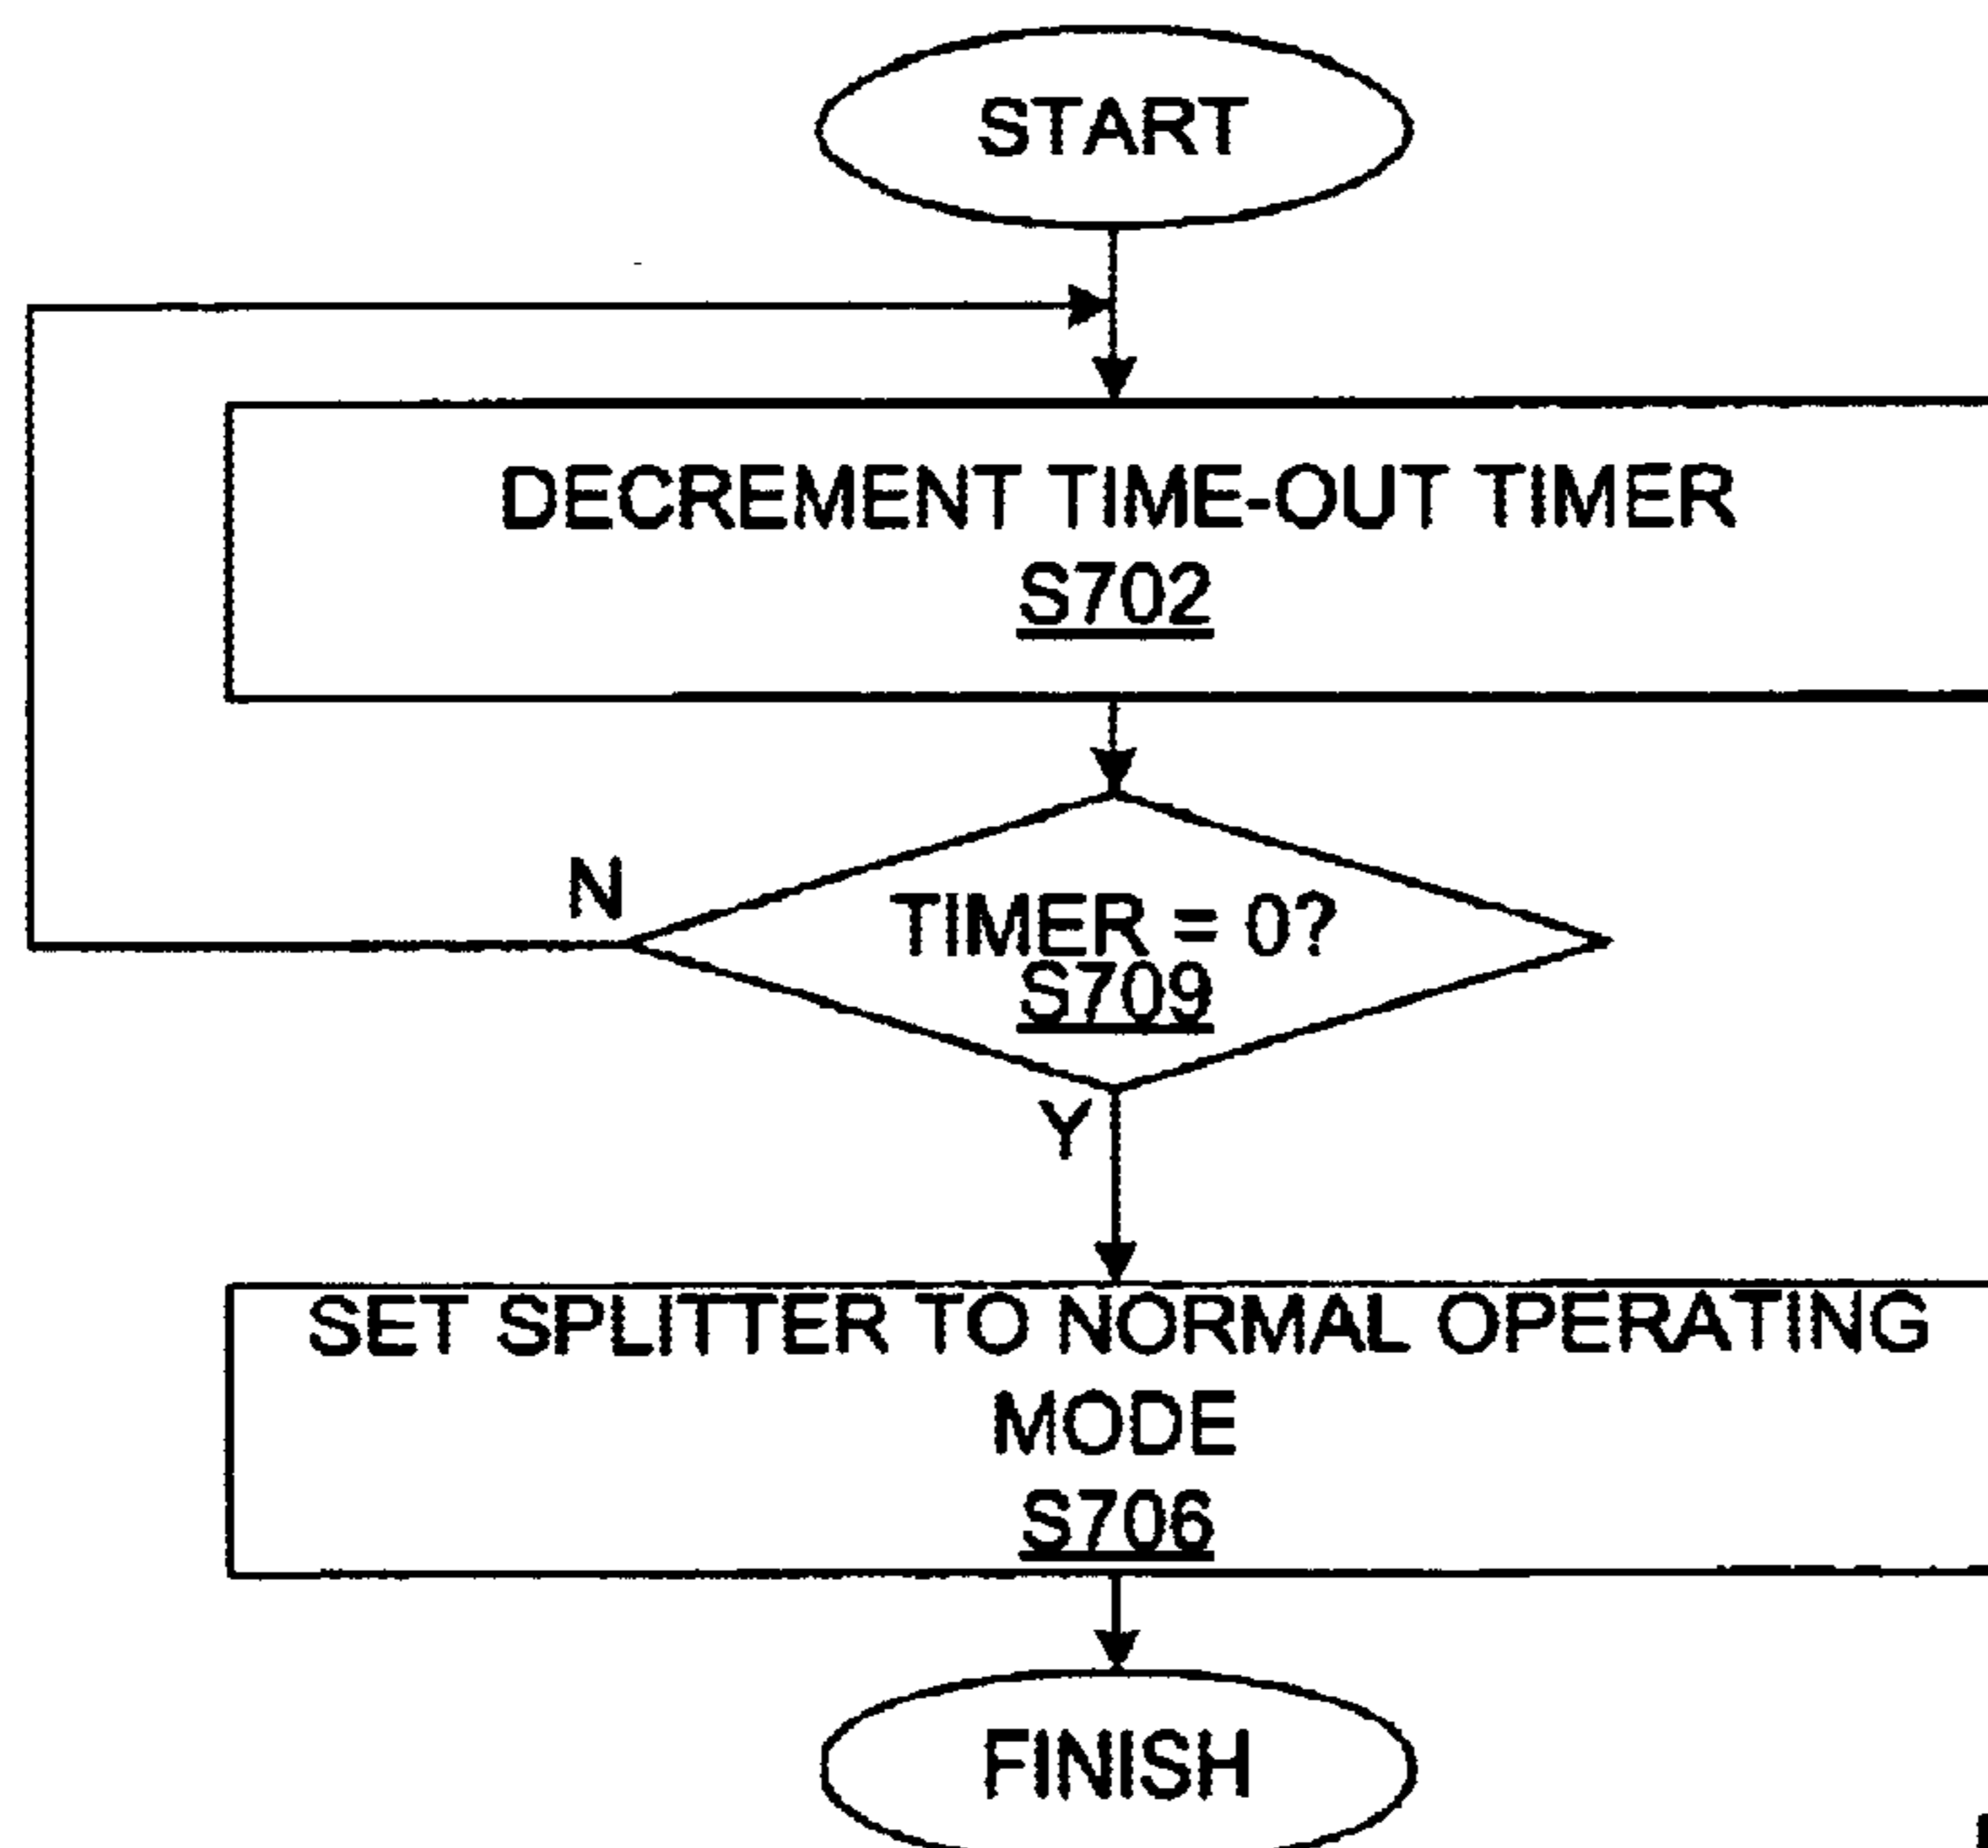 START
DECREMENT TIME-OUT TIMER
S702
N
TIMER = 0?
S709
Y
SET SPLITTER TO NORMAL OPERATING
MODE
S706
FINISH